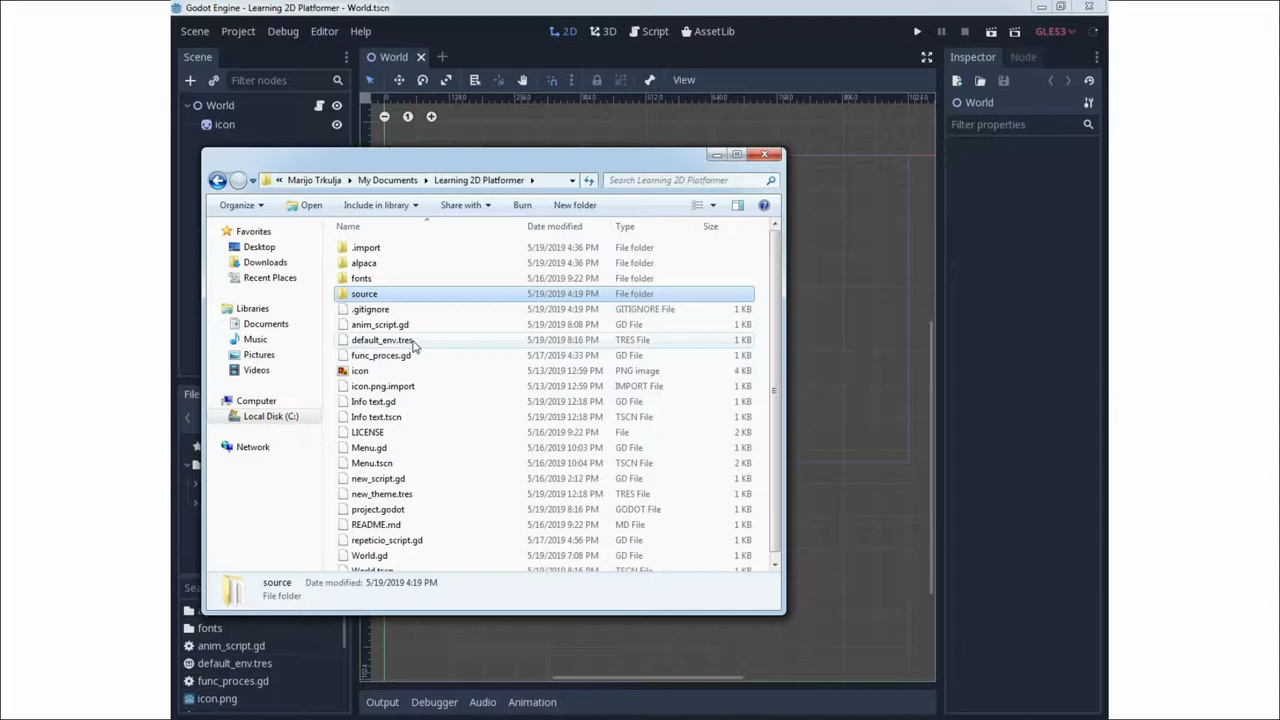 Godot Engine - Learning 2D Platformer - World.tscn
Scene Project Debug Editor Help 2D 3D Script AssetLib GLES3
Scene World Inspector Node
Filter nodes View
World World
icon Filter properties
Marijo Trkulja My Documents Learning 2D Platformer Search Learning 2D Platformer
Organize Open Include in library Share with Burn New folder
Name Date modified Type Size
Favorites
Desktop
Downloads
Recent Places
Libraries
Documents
Music
Pictures
Videos
Computer
Local Disk (C:)
Network
.import 5/19/2019 4:36 PM File folder
alpaca 5/19/2019 4:36 PM File folder
fonts 5/16/2019 9:22 PM File folder
source 5/19/2019 4:19 PM File folder
.gitignore 5/19/2019 4:19 PM GITIGNORE File 1 KB
anim_script.gd 5/19/2019 8:08 PM GD File 1 KB
default_env.tres 5/19/2019 8:16 PM TRES File 1 KB
func_proces.gd 5/17/2019 4:33 PM GD File 1 KB
icon 5/13/2019 12:59 PM PNG image 4 KB
icon.png.import 5/13/2019 12:59 PM IMPORT File 1 KB
Info text.gd 5/19/2019 12:18 PM GD File 1 KB
Info text.tscn 5/19/2019 12:18 PM TSCN File 1 KB
LICENSE 5/16/2019 9:22 PM File 2 KB
Menu.gd 5/16/2019 10:03 PM GD File 1 KB
Menu.tscn 5/16/2019 10:04 PM TSCN File 2 KB
new_script.gd 5/16/2019 2:12 PM GD File 1 KB
new_theme.tres 5/19/2019 12:18 PM TRES File 1 KB
project.godot 5/19/2019 8:16 PM GODOT File 1 KB
README.md 5/16/2019 9:22 PM MD File 1 KB
repeticio_script.gd 5/17/2019 4:56 PM GD File 1 KB
World.gd 5/19/2019 7:08 PM GD File 1 KB
World.tscn 5/19/2019 8:16 PM TSCN File 1 KB
source Date modified: 5/19/2019 4:19 PM
File folder
fonts
anim_script.gd
default_env.tres
func_proces.gd
icon.png
Output Debugger Audio Animation